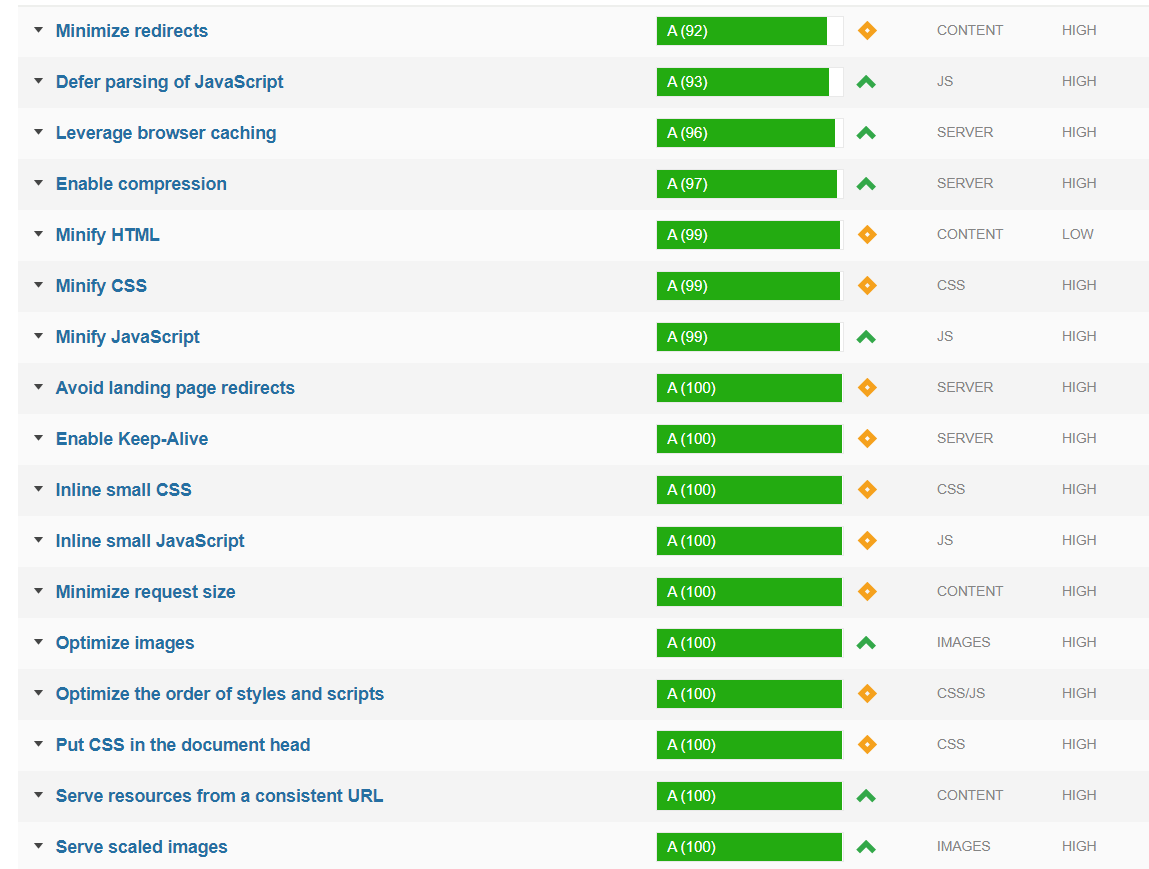 Minimize redirects A (92) CONTENT HIGH
Defer parsing of JavaScript A (93) JS HIGH
Leverage browser caching A (96) SERVER HIGH
Enable compression A (97) SERVER HIGH
Minify HTML A (99) CONTENT LOW
Minify CSS A (99) CSS HIGH
Minify JavaScript A (99) JS HIGH
Avoid landing page redirects A (100) SERVER HIGH
Enable Keep-Alive A (100) SERVER HIGH
Inline small CSS A (100) CSS HIGH
Inline small JavaScript A (100) JS HIGH
Minimize request size A (100) CONTENT HIGH
Optimize images A (100) IMAGES HIGH
Optimize the order of styles and scripts A (100) CSS/JS HIGH
Put CSS in the document head A (100) CSS HIGH
Serve resources from a consistent URL A (100) CONTENT HIGH
Serve scaled images A (100) IMAGES HIGH